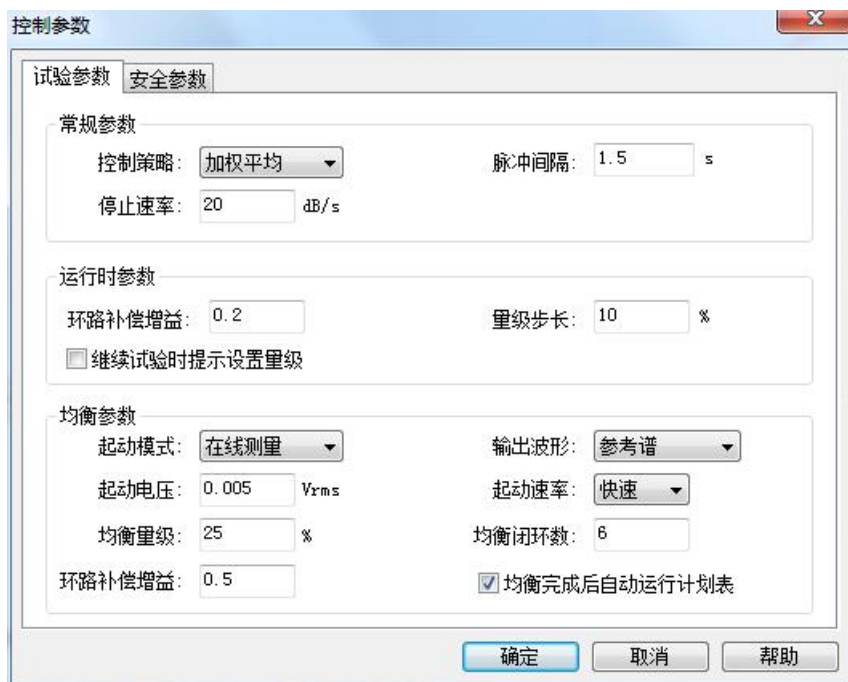 控制参数
试验参数 安全参数
常规参数
控制策略: 加权平均 脉冲间隔: 1.5 s
停止速率: 20 dB/s
运行时参数
环路补偿增益: 0.2 量级步长: 10 %
继续试验时提示设置量级
均衡参数
起动模式: 在线测量 输出波形: 参考谱
起动电压: 0.005 Vrms 起动速率: 快速
均衡量级: 25 % 均衡闭环数: 6
环路补偿增益: 0.5 均衡完成后自动运行计划表
确定 取消 帮助